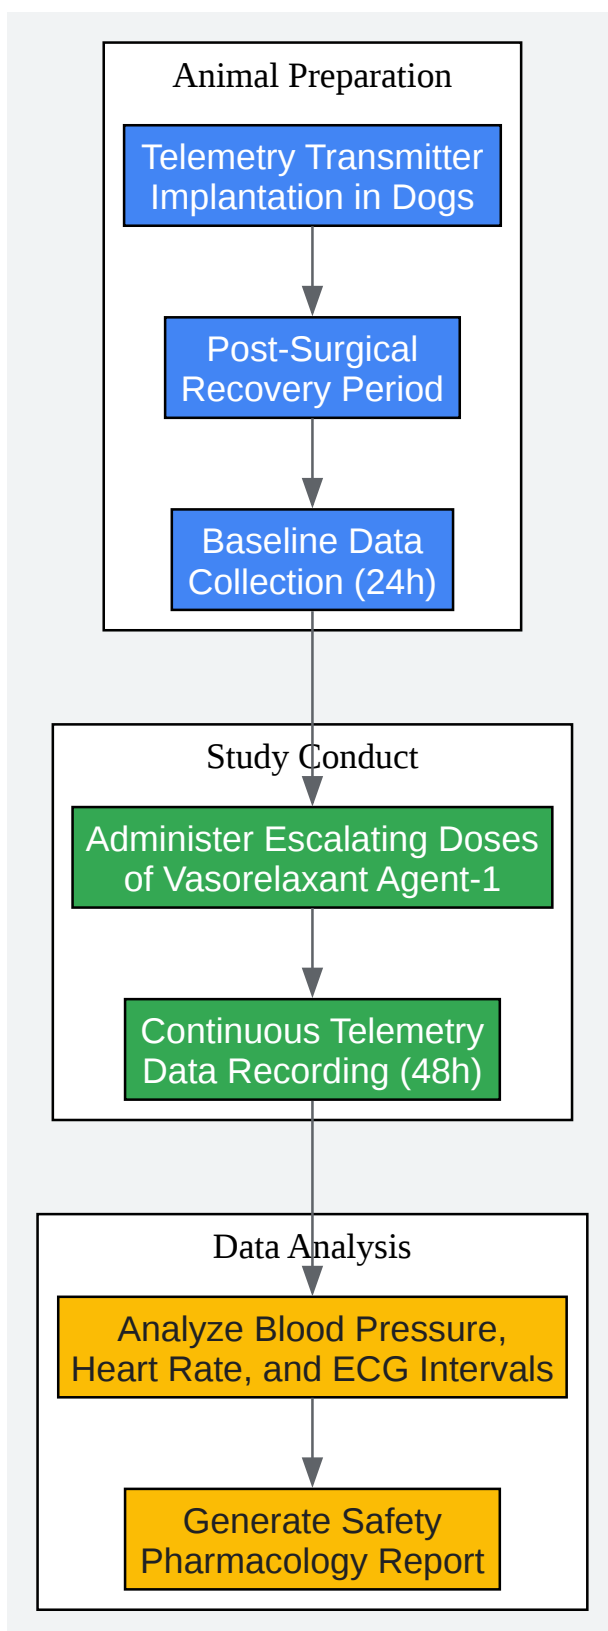 Animal Preparation
Telemetry Transmitter
Implantation in Dogs
Post-Surgical
Recovery Period
Baseline Data
Collection (24h)
Study Conduct
Administer Escalating Doses
of Vasorelaxant Agent-1
Continuous Telemetry
Data Recording (48h)
Data Analysis
Analyze Blood Pressure,
Heart Rate, and ECG Intervals
Generate Safety
Pharmacology Report